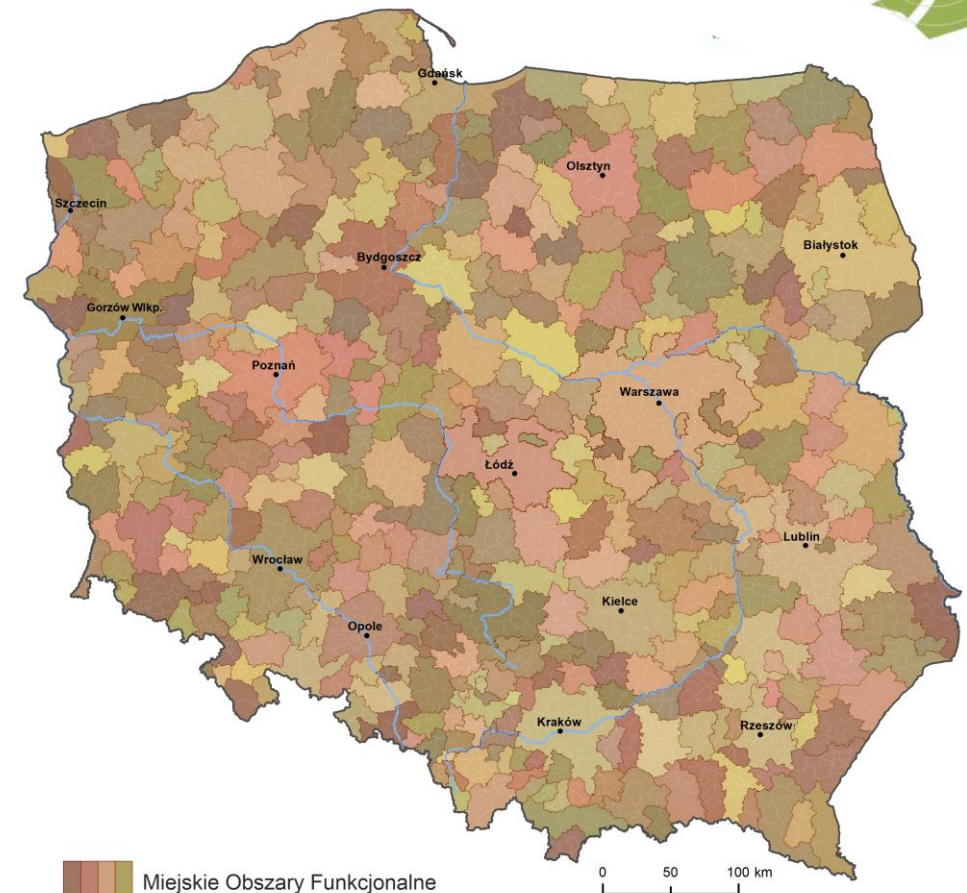 Gdańsk
Olsztyn
Szczecin
Białystok
Bydgoszcz
Gorzów Wlkp.
Poznań
Warszawa
Łódź
Lublin
Wrocław
Kielce
Opole
Kraków
Rzeszów
Miejskie Obszary Funkcjonalne
0 50 100 km